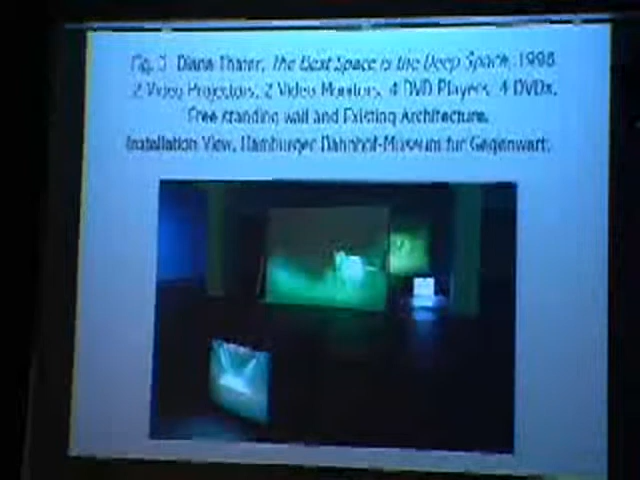 Fig. 3 Diana Thater, The Best Space is the Deep Space, 1998
2 Video Projectors, 2 Video Monitors, 4 DVD Players, 4 DVDs,
Free standing wall and Existing Architecture.
Installation View, Hamburger Bahnhof-Museum fur Gegenwart.